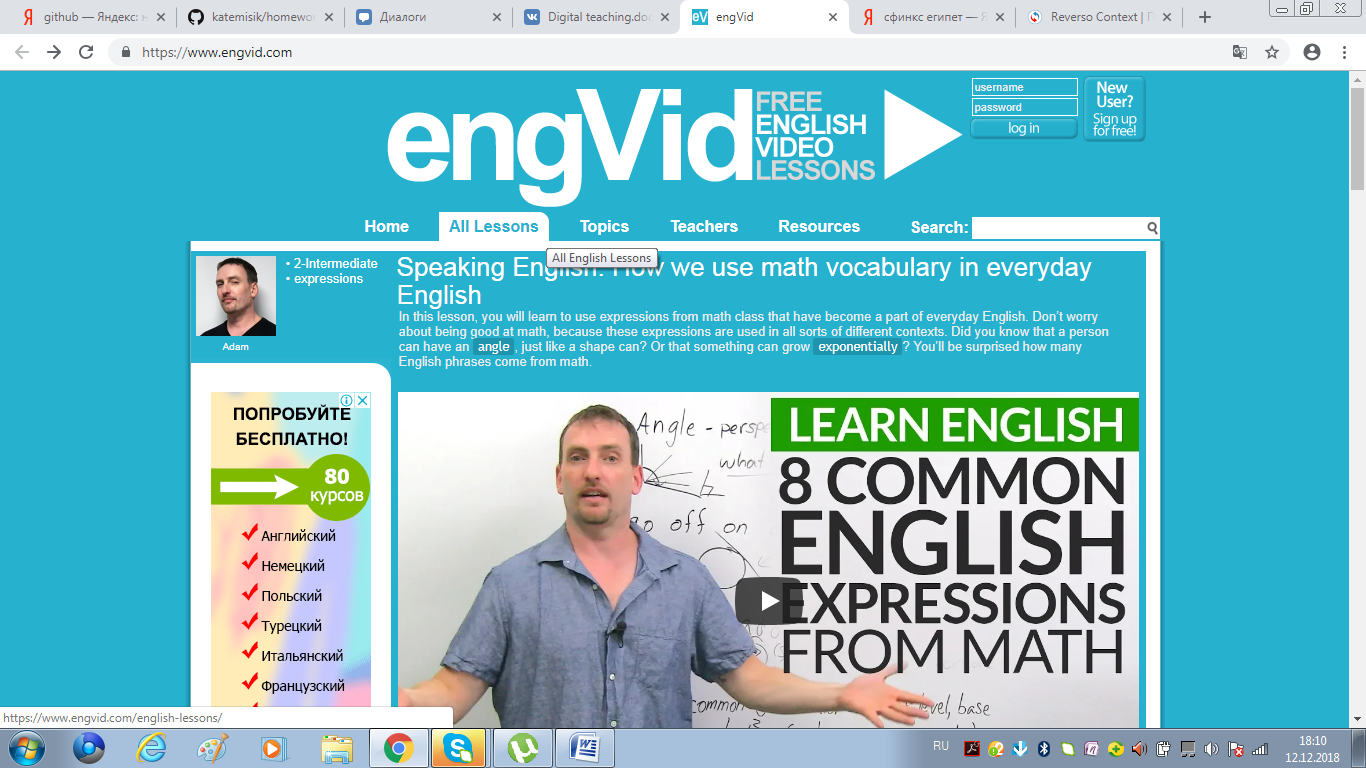 github — Яндекс: н
katemisik/homewo
Диалоги
Digital teaching.do
engVid
сфинкс египет — Я
Reverso Context | П
https://www.engvid.com
engVid
FREE
ENGLISH
VIDEO
LESSONS
username
password
log in
New
User?
Sign up
for free!
Home
All Lessons
Topics
Teachers
Resources
Search:
All English Lessons
Adam
• 2-Intermediate
• expressions
Speaking English: How we use math vocabulary in everyday
English
In this lesson, you will learn to use expressions from math class that have become a part of everyday English. Don’t worry
about being good at math, because these expressions are used in all sorts of different contexts. Did you know that a person
can have an angle, just like a shape can? Or that something can grow exponentially? You’ll be surprised how many
English phrases come from math.
ПОПРОБУЙТЕ
БЕСПЛАТНО!
80
КУРСОВ
Английский
Немецкий
Польский
Турецкий
Итальянский
Французский
Angle - persp
what
go off on
b
LEARN ENGLISH
8 COMMON
ENGLISH
EXPRESSIONS
FROM MATH
common
level, base
https://www.engvid.com/english-lessons/
RU
18:10
12.12.2018